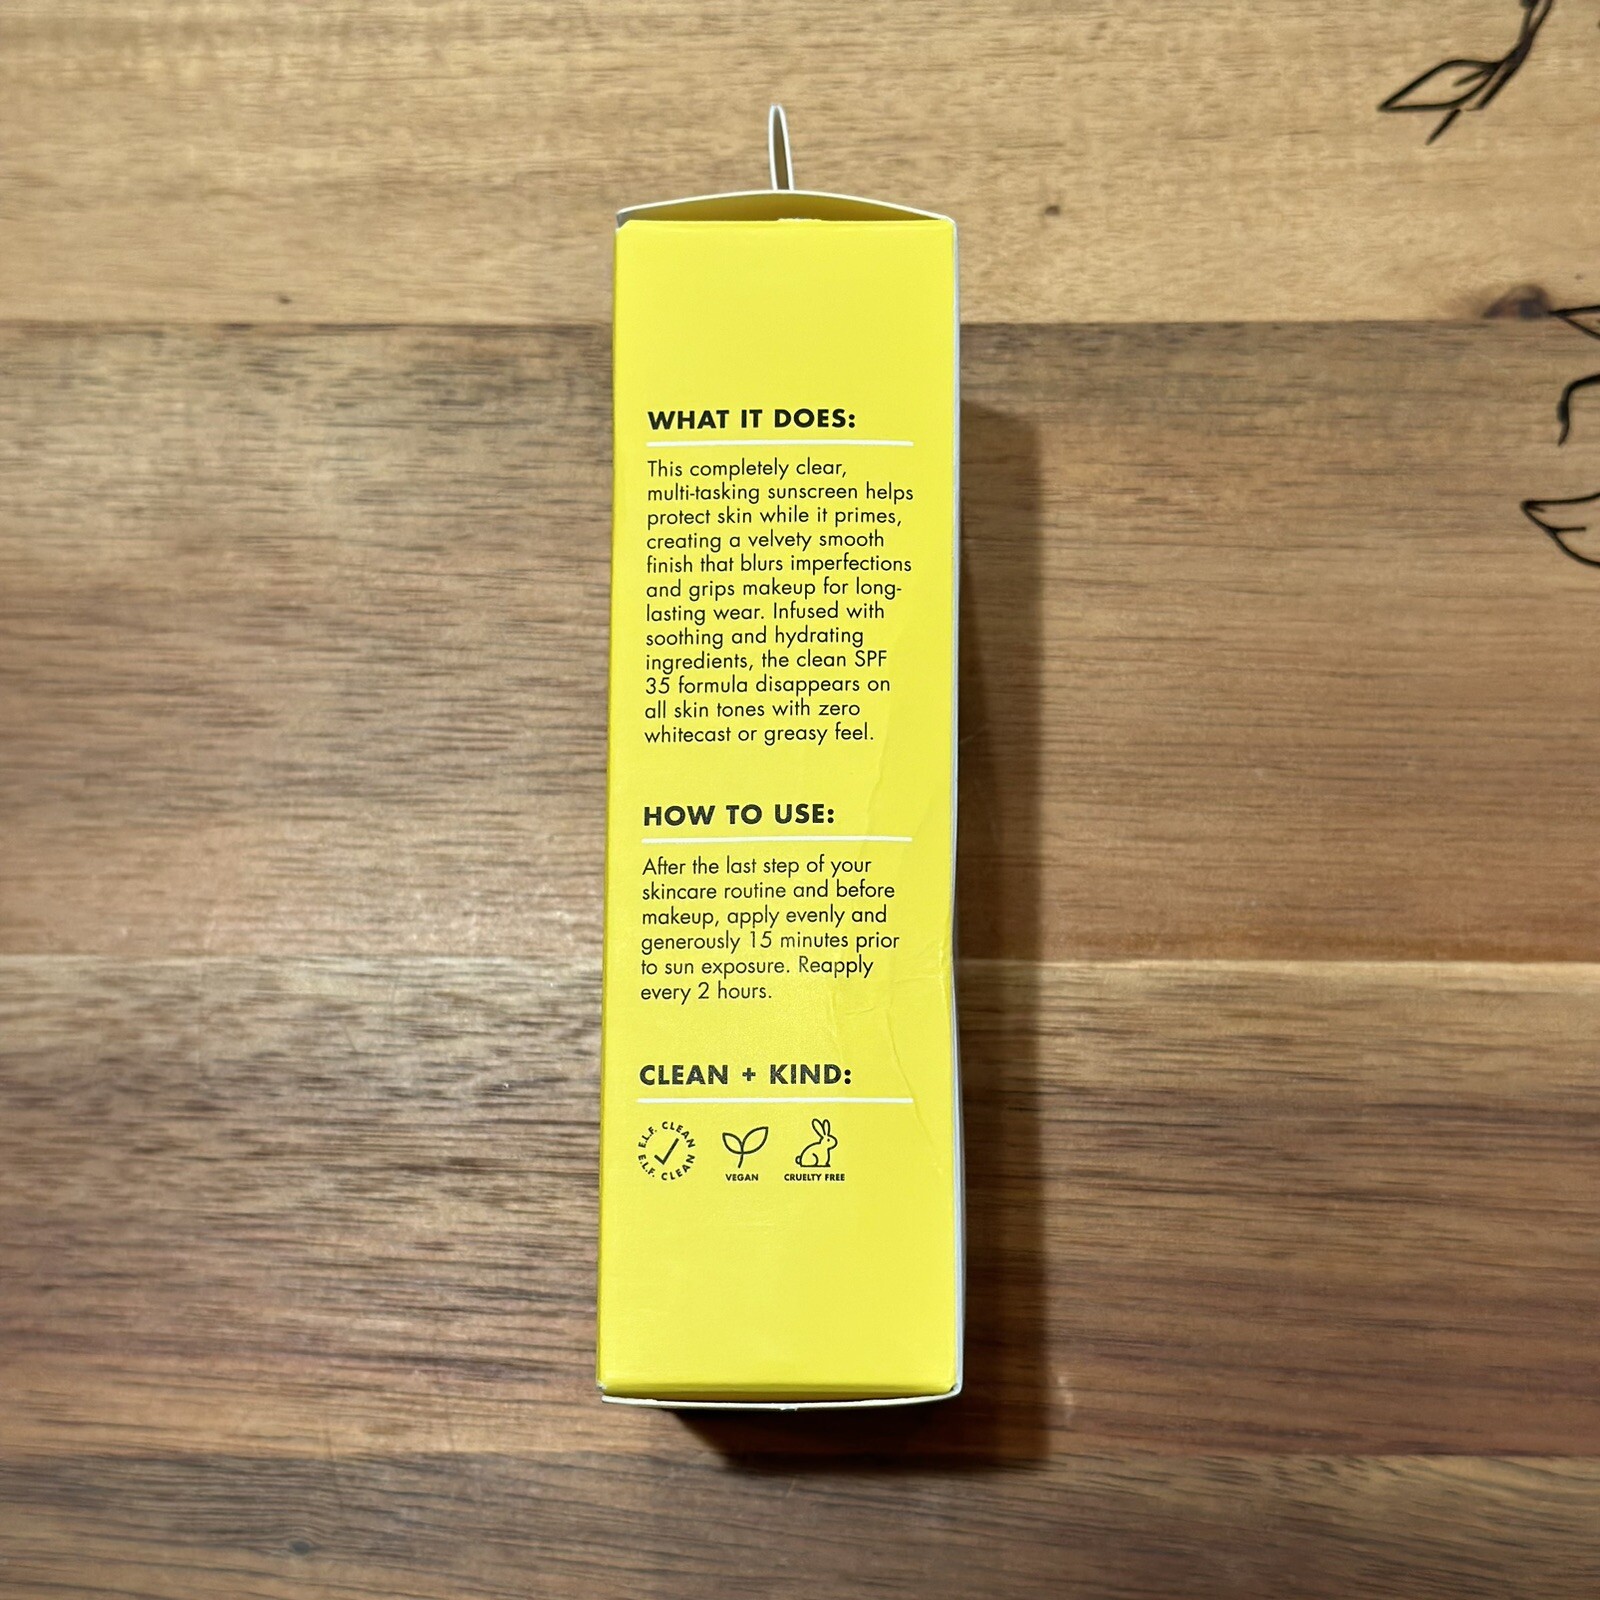 WHAT IT DOES:
This completely clear,
multi-tasking sunscreen helps
protect skin while it primes,
creating a velvety smooth
finish that blurs imperfections
and grips makeup for long-
lasting wear. Infused with
soothing and hydrating
ingredients, the clean SPF
35 formula disappears on
all skin tones with zero
whitecast or greasy feel.
HOW TO USE:
After the last step of your
skincare routine and before
makeup, apply evenly and
generously 15 minutes prior
to sun exposure. Reapply
every 2 hours.
CLEAN + KIND:
E.L.F. CLEAN
E.L.F. CLEAN
VEGAN
CRUELTY FREE